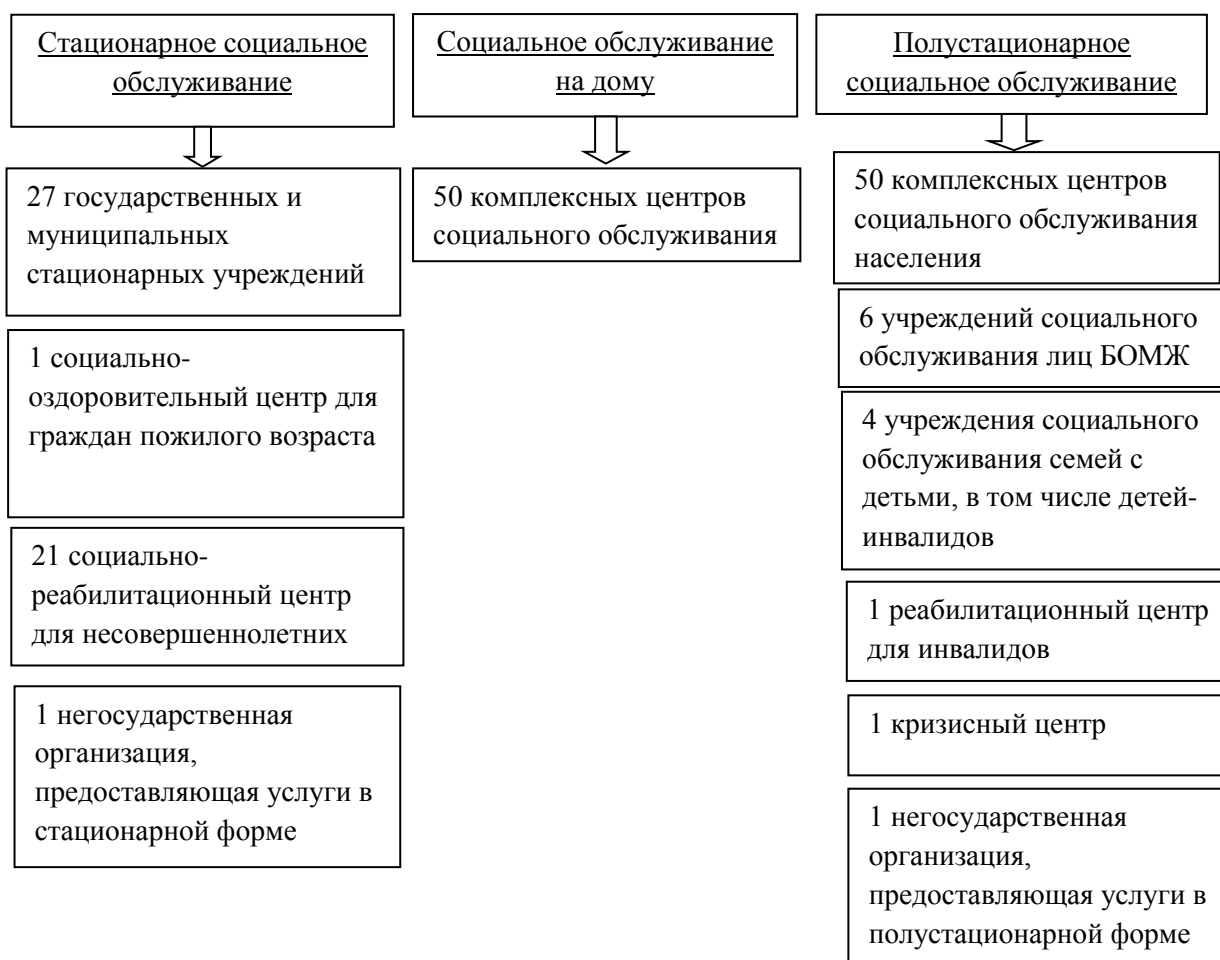 Стационарное социальное
обслуживание
27 государственных и
муниципальных
стационарных учреждений
1 социально-
оздоровительный центр для
граждан пожилого возраста
21 социально-
реабилитационный центр
для несовершеннолетних
1 негосударственная
организация,
предоставляющая услуги в
стационарной форме
Социальное обслуживание
на дому
50 комплексных центров
социального обслуживания
Полустационарное
социальное обслуживание
50 комплексных центров
социального обслуживания
населения
6 учреждений социального
обслуживания лиц БОМЖ
4 учреждения социального
обслуживания семей с
детьми, в том числе детей-
инвалидов
1 реабилитационный центр
для инвалидов
1 кризисный центр
1 негосударственная
организация,
предоставляющая услуги в
полустационарной форме